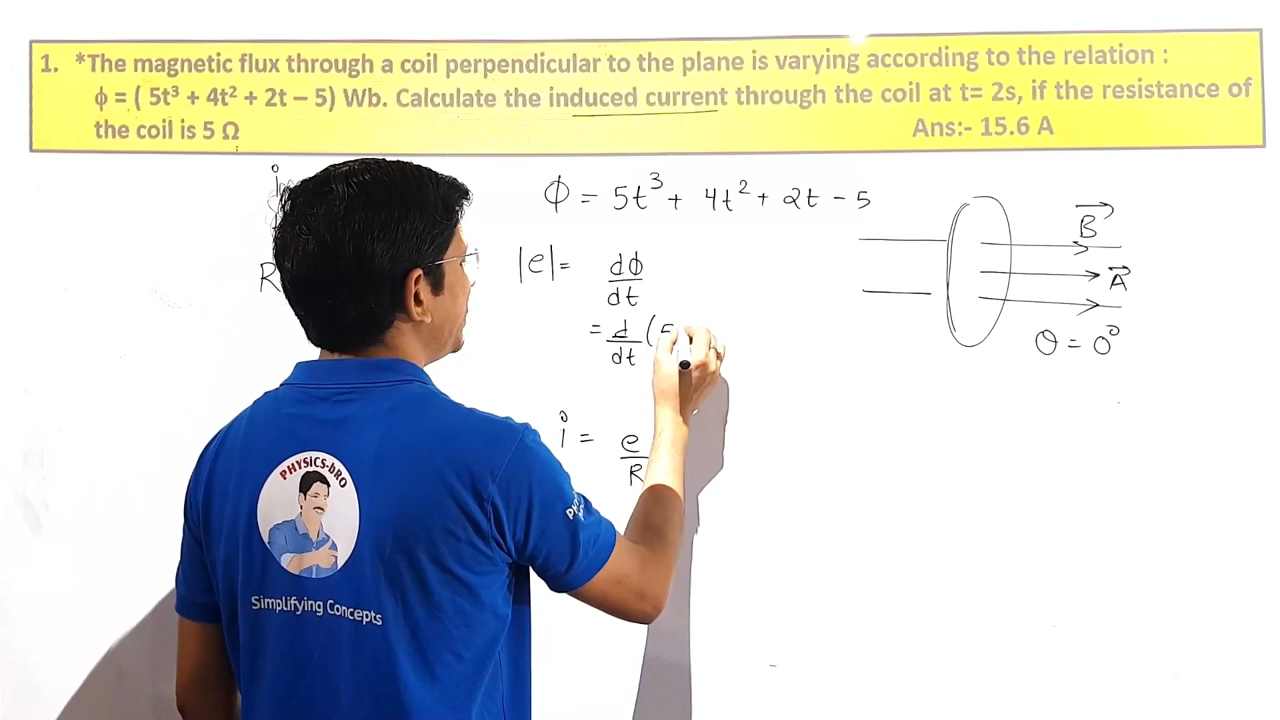 1. *The magnetic flux through a coil perpendicular to the plane is varying according to the relation :
ϕ = ( 5t³ + 4t² + 2t – 5) Wb. Calculate the induced current through the coil at t= 2s, if the resistance of
the coil is 5 Ω
Ans:- 15.6 A
ϕ = 5t³ + 4t² + 2t - 5
|e| = dϕ/dt
= d/dt (5
i = e/R
R
B⃗
A⃗
θ = 0°
PHYSICS-bRO
Simplifying Concepts